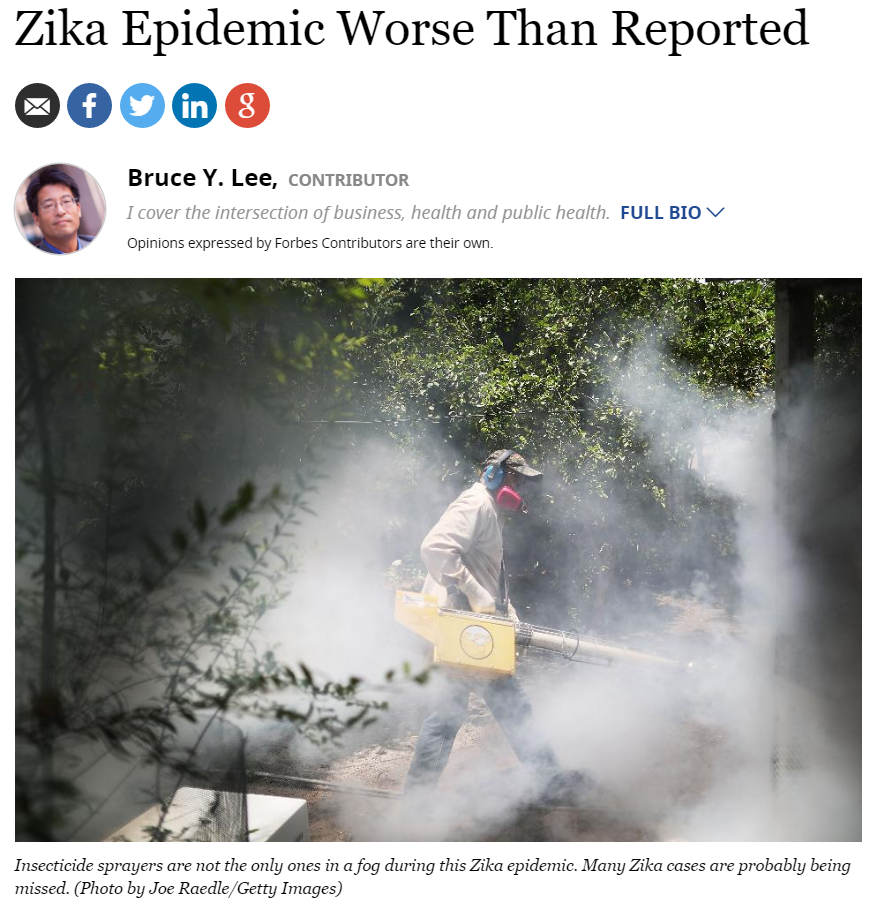 Zika Epidemic Worse Than Reported
f
in
g
Bruce Y. Lee, CONTRIBUTOR
I cover the intersection of business, health and public health. FULL BIO
Opinions expressed by Forbes Contributors are their own.
Insecticide sprayers are not the only ones in a fog during this Zika epidemic. Many Zika cases are probably being
missed. (Photo by Joe Raedle/Getty Images)